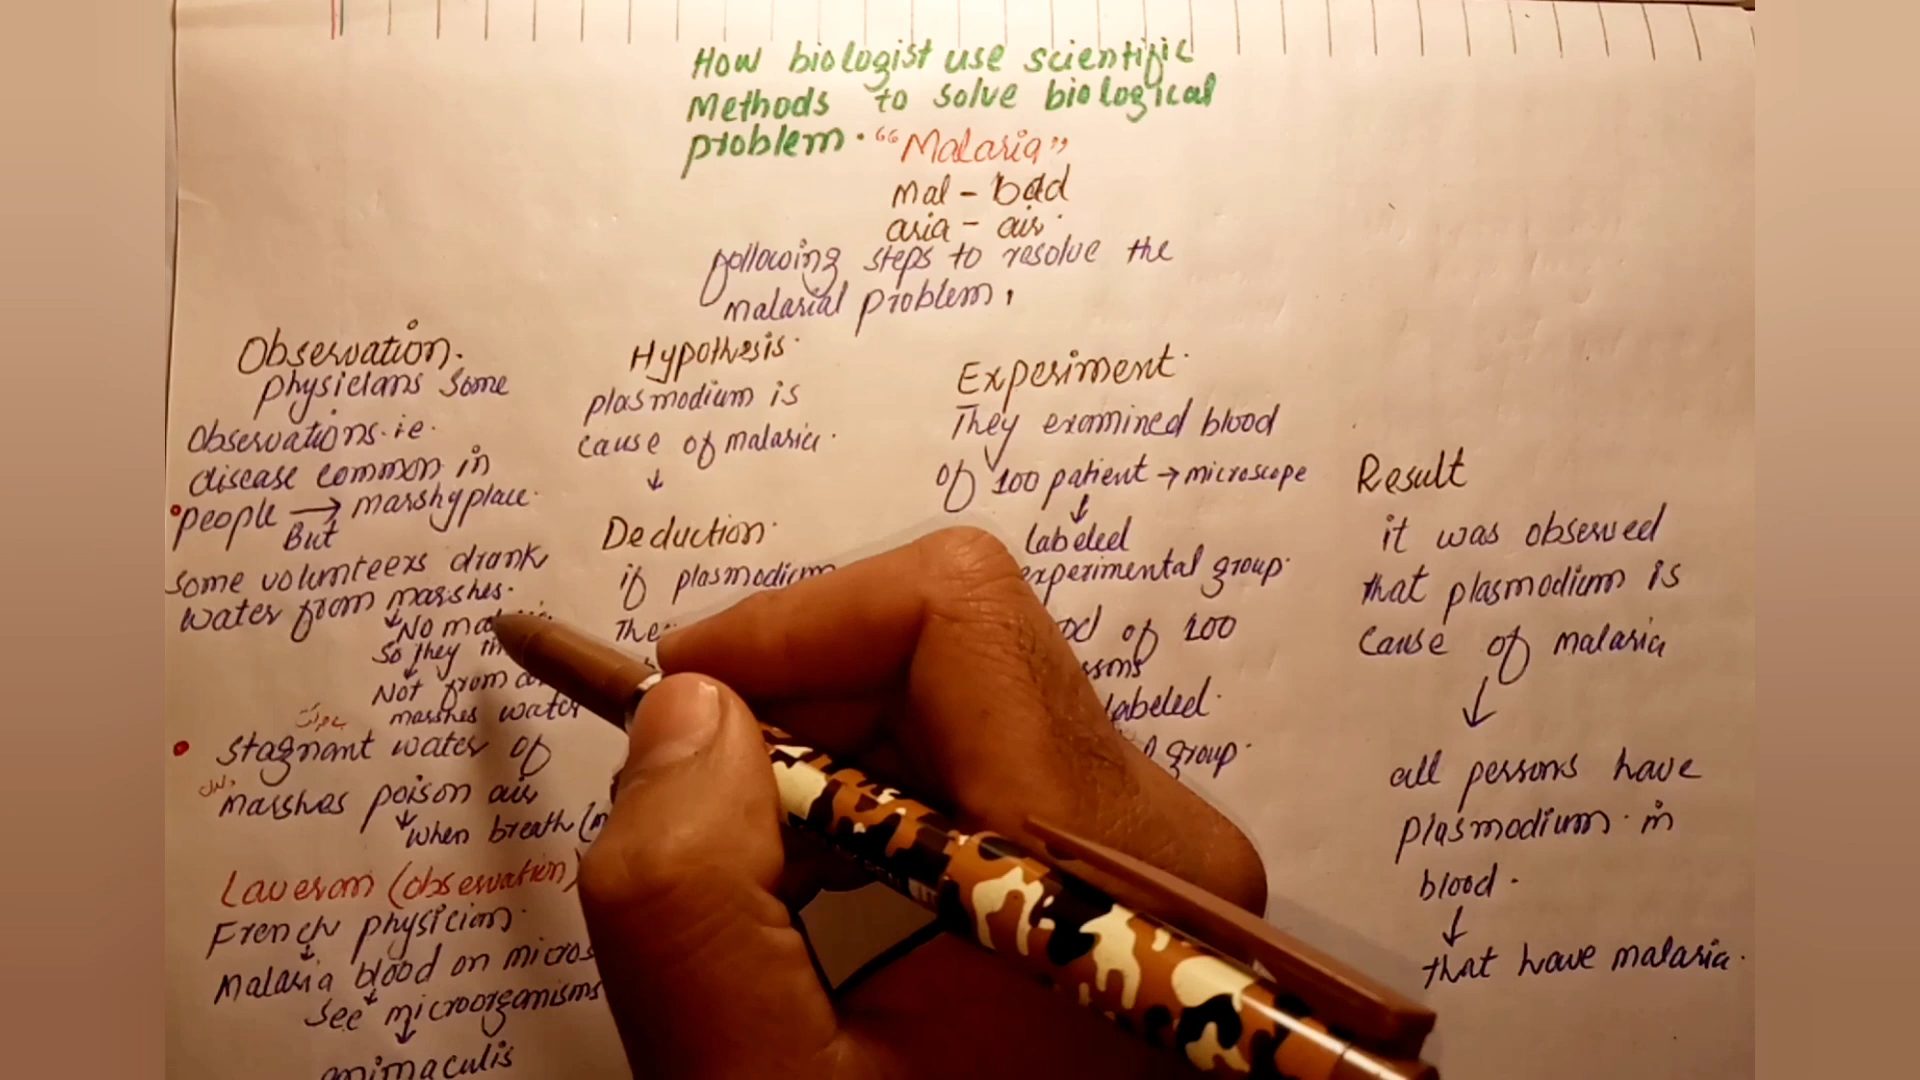 How biologist use scientific
Methods to solve biological
problem. "Malaria"
Mal - bad
aria - air.
following steps to resolve the
malarial problem,
Observation.
physicians some
Observations. i.e.
disease common in
people → marshy place.
But
some volunteers drank
water from marshes.
↓ No
So they
Not from
marshes water
Stagnant water of
marshes poison air
↓ when breath
Laveran (observation)
French physician.
↓
Malaria blood on micros
↓
See microorganisms
↓
animaculis
Hypothesis.
plasmodium is
cause of malaria.
↓
Deduction.
if plasmodium
Experiment.
They examined blood
of 100 patient → microscope
↓
labeled
experimental group.
of 100
labeled.
group.
Result
it was observed
that plasmodium is
cause of malaria
↓
all persons have
plasmodium in
blood.
↓
that have malaria.